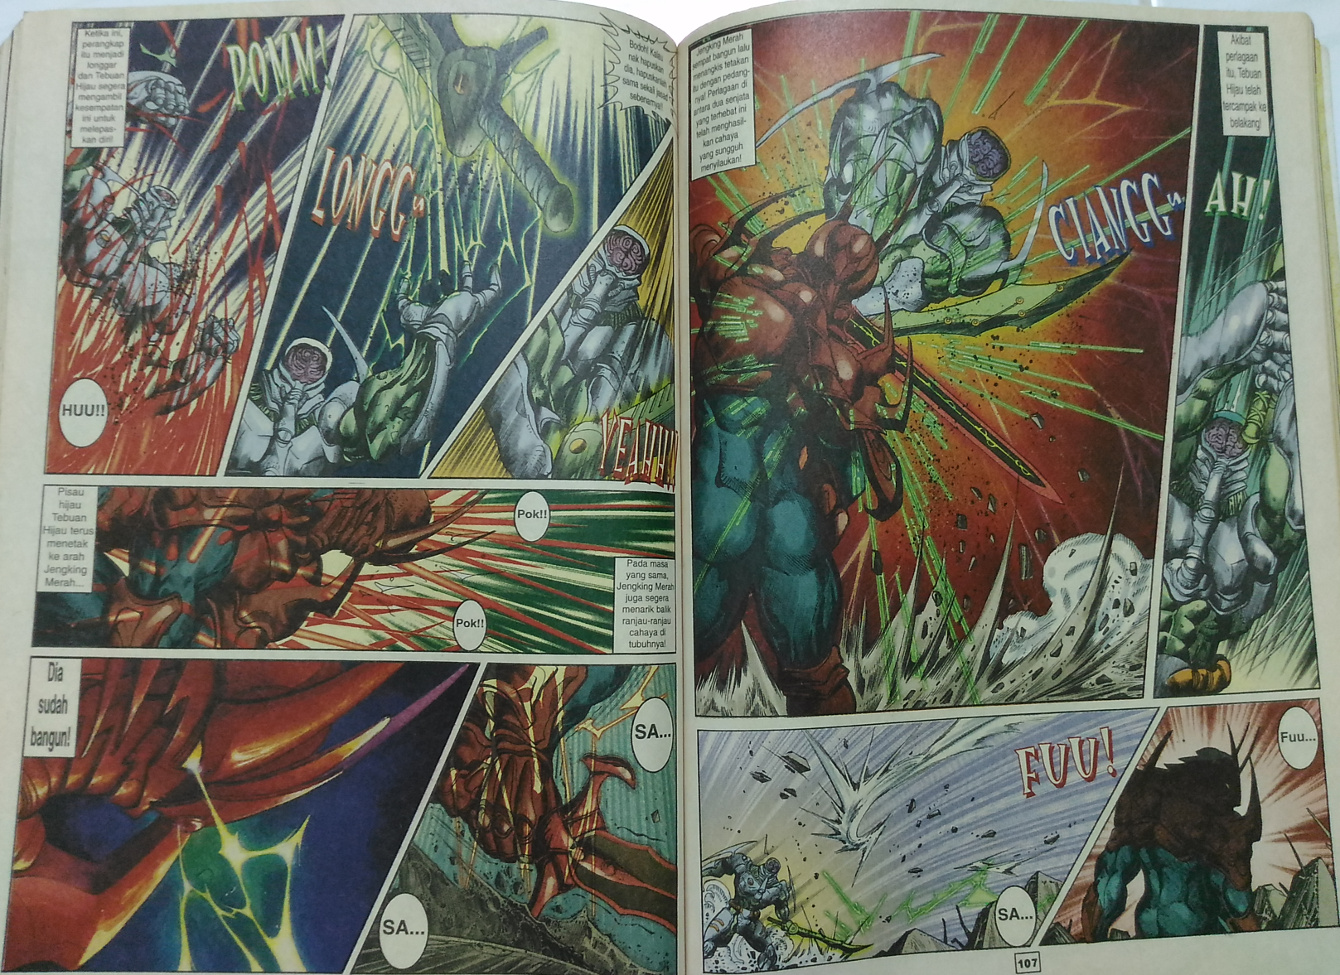 Ketika ini,
perangkap
itu menjadi
longgar
dan Tebuan
Hijau segera
mengambil
kesempatan
ini untuk
melepas-
kan diri!
POMM!
HUU!!
LONGG~
Bodoh! Kalau
nak hapuskan
dia, hapuskanlah
sama sekali
sebenarnya!
YEAHH!!
Pisau
hijau
Tebuan
Hijau terus
menetak
ke arah
Jengking
Merah...
Pok!!
Pok!!
Pada masa
yang sama,
Jengking Merah
juga segera
menarik balik
ranjau-ranjau
cahaya di
tubuhnya!
Dia
sudah
bangun!
SA...
SA...
Jengking Merah
sempat bangun lalu
menangkis tetakan
itu dengan pedang-
nya! Perlagaan di
antara dua senjata
yang terhebat ini
telah menghasil-
kan cahaya
yang sungguh
menyilaukan!
CIANGG~
Akibat
perlagaan
itu, Tebuan
Hijau telah
tercampak ke
belakang!
AH!
FUU!
SA...
Fuu...
107